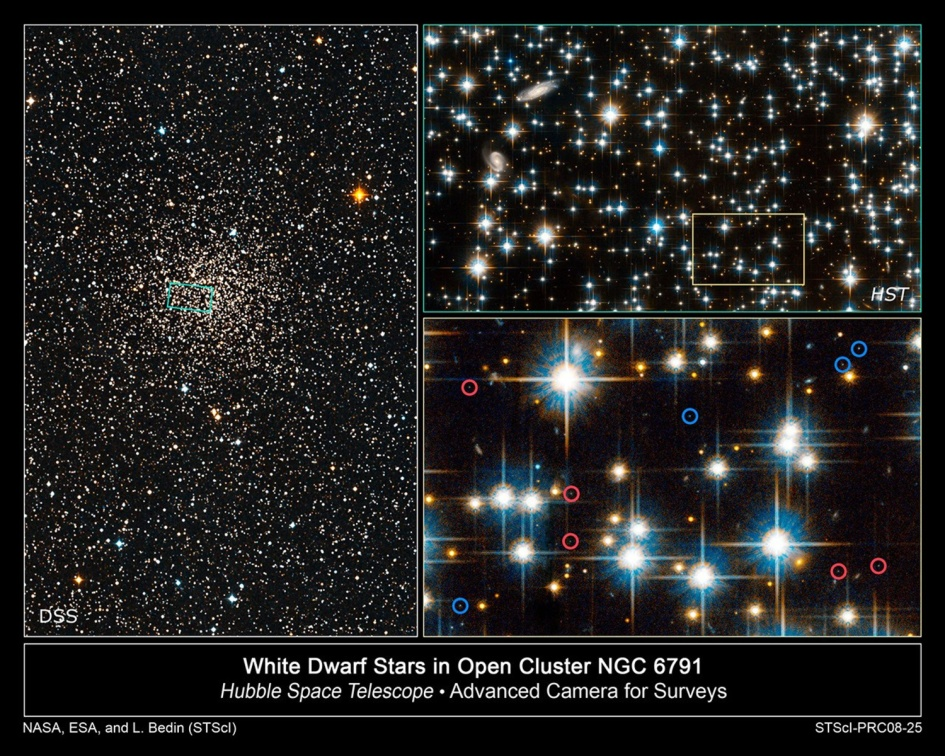 HST
DSS
White Dwarf Stars in Open Cluster NGC 6791
Hubble Space Telescope • Advanced Camera for Surveys
NASA, ESA, and L. Bedin (STScI)
STScI-PRC08-25